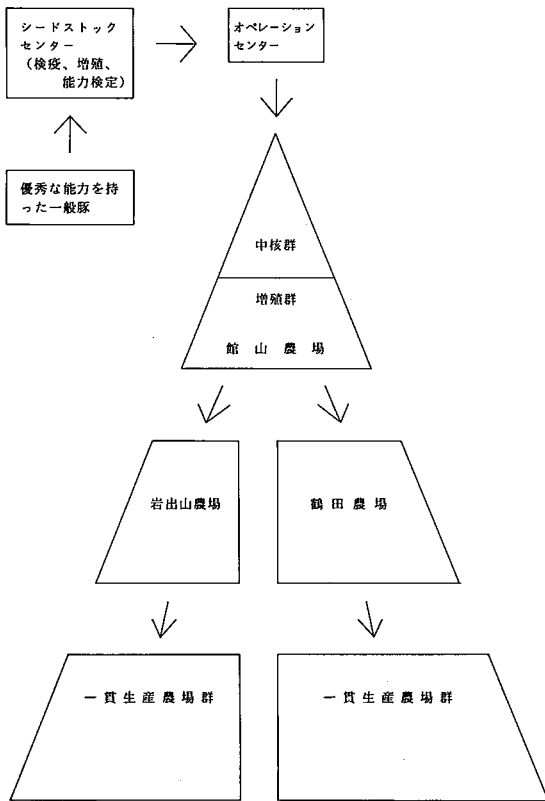 シードストック
センター
（検疫、増殖、
能力検定）
オペレーション
センター
優秀な能力を持
った一般豚
中核群
増殖群
館山農場
岩出山農場
鶴田農場
一貫生産農場群
一貫生産農場群